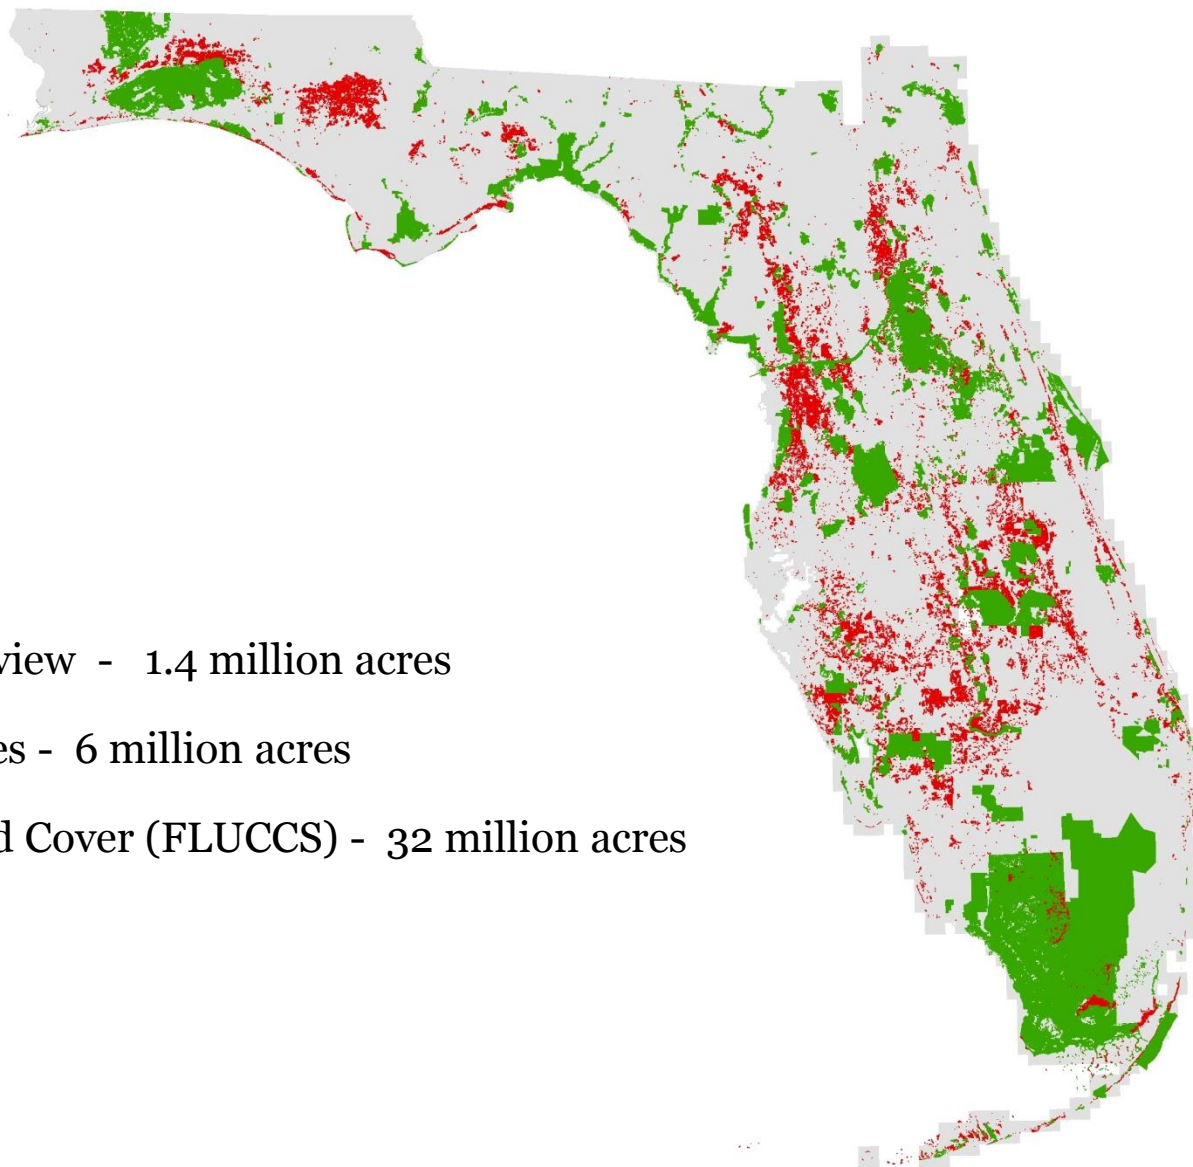 view - 1.4 million acres
es - 6 million acres
d Cover (FLUCCS) - 32 million acres